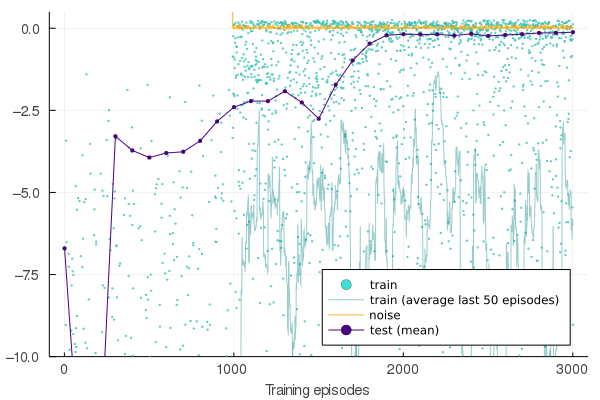 0.0
−2.5
−5.0
−7.5
−10.0
0
1000
2000
3000
Training episodes
train
train (average last 50 episodes)
noise
test (mean)